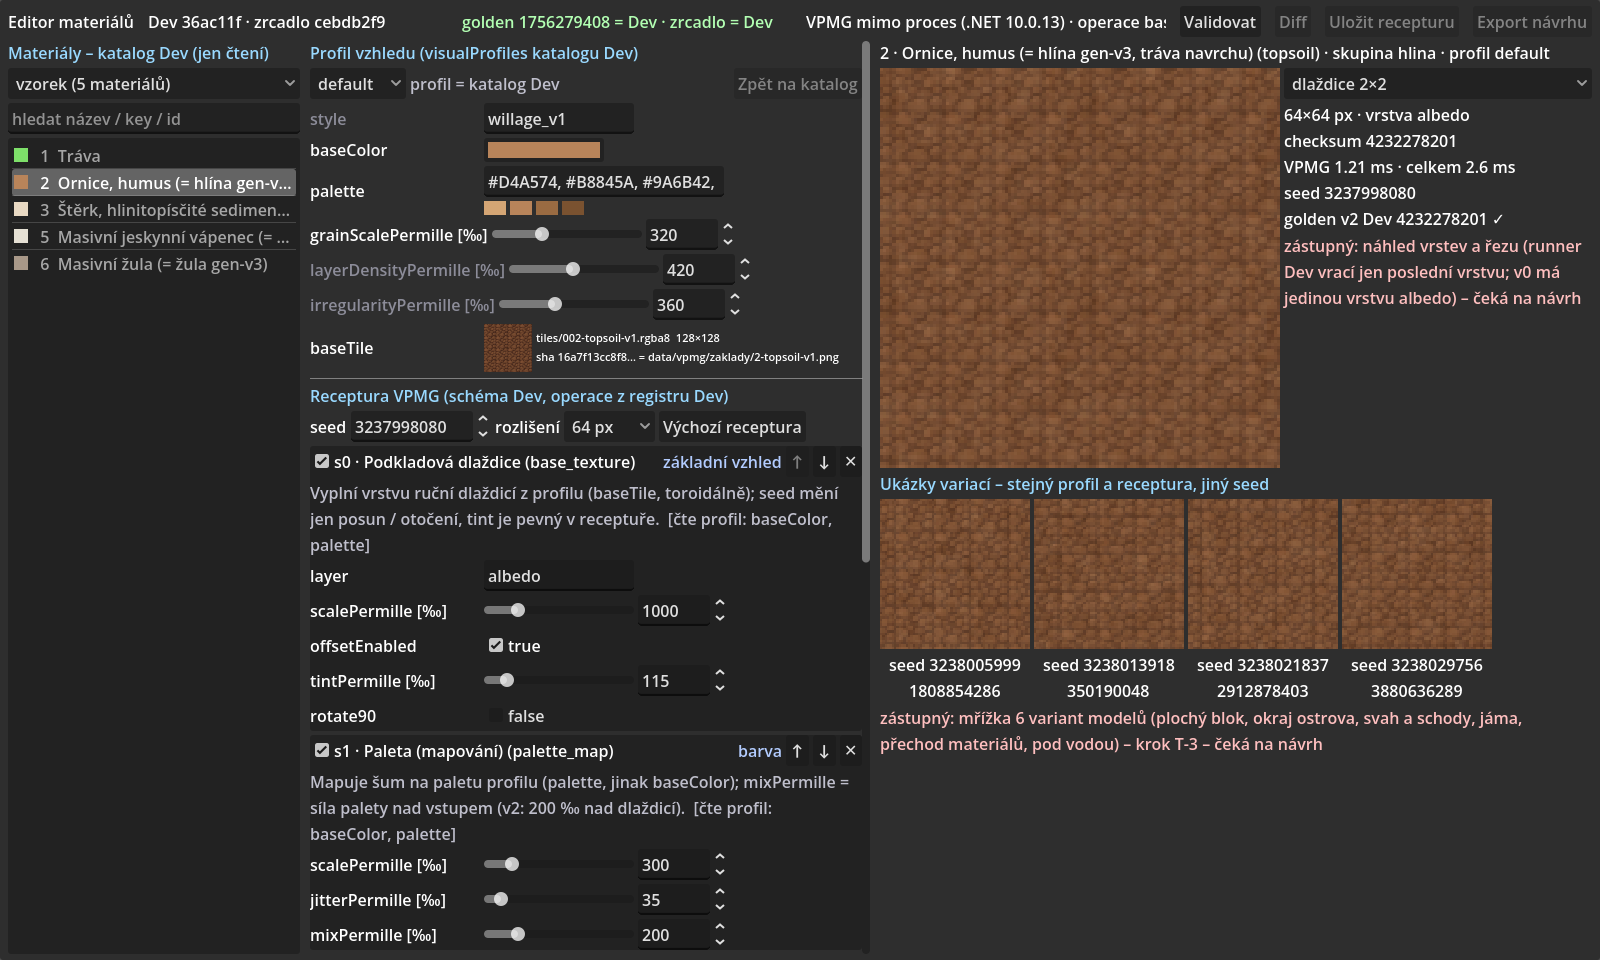 Editor materiálů Dev 36ac11f · zrcadlo cebdb2f9 golden 1756279408 = Dev · zrcadlo = Dev VPMG mimo proces (.NET 10.0.13) · operace bas Validovat Diff Uložit recepturu Export návrhu
Materiály – katalog Dev (jen čtení)
vzorek (5 materiálů)
hledat název / key / id
1 Tráva
2 Ornice, humus (= hlína gen-v...
3 Štěrk, hlinitopísčité sedimen...
5 Masivní jeskynní vápenec (= ...
6 Masivní žula (= žula gen-v3)
Profil vzhledu (visualProfiles katalogu Dev)
default profil = katalog Dev Zpět na katalog
style willage_v1
baseColor
palette #D4A574, #B8845A, #9A6B42,
grainScalePermille [‰] 320
layerDensityPermille [‰] 420
irregularityPermille [‰] 360
baseTile tiles/002-topsoil-v1.rgba8 128×128
sha 16a7f13cc8f8... = data/vpmg/zaklady/2-topsoil-v1.png
Receptura VPMG (schéma Dev, operace z registru Dev)
seed 3237998080 rozlišení 64 px Výchozí receptura
s0 · Podkladová dlaždice (base_texture) základní vzhled ↑ ↓ ×
Vyplní vrstvu ruční dlaždicí z profilu (baseTile, toroidálně); seed mění
jen posun / otočení, tint je pevný v receptuře. [čte profil: baseColor,
palette]
layer albedo
scalePermille [‰] 1000
offsetEnabled true
tintPermille [‰] 115
rotate90 false
s1 · Paleta (mapování) (palette_map) barva ↑ ↓ ×
Mapuje šum na paletu profilu (palette, jinak baseColor); mixPermille =
síla palety nad vstupem (v2: 200 ‰ nad dlaždicí). [čte profil:
baseColor, palette]
scalePermille [‰] 300
jitterPermille [‰] 35
mixPermille [‰] 200
2 · Ornice, humus (= hlína gen-v3, tráva navrchu) (topsoil) · skupina hlina · profil default
dlaždice 2×2
64×64 px · vrstva albedo
checksum 4232278201
VPMG 1.21 ms · celkem 2.6 ms
seed 3237998080
golden v2 Dev 4232278201 ✓
zástupný: náhled vrstev a řezu (runner
Dev vrací jen poslední vrstvu; v0 má
jedinou vrstvu albedo) – čeká na návrh
Ukázky variací – stejný profil a receptura, jiný seed
seed 3238005999 seed 3238013918 seed 3238021837 seed 3238029756
1808854286 350190048 2912878403 3880636289
zástupný: mřížka 6 variant modelů (plochý blok, okraj ostrova, svah a schody, jáma,
přechod materiálů, pod vodou) – krok T-3 – čeká na návrh